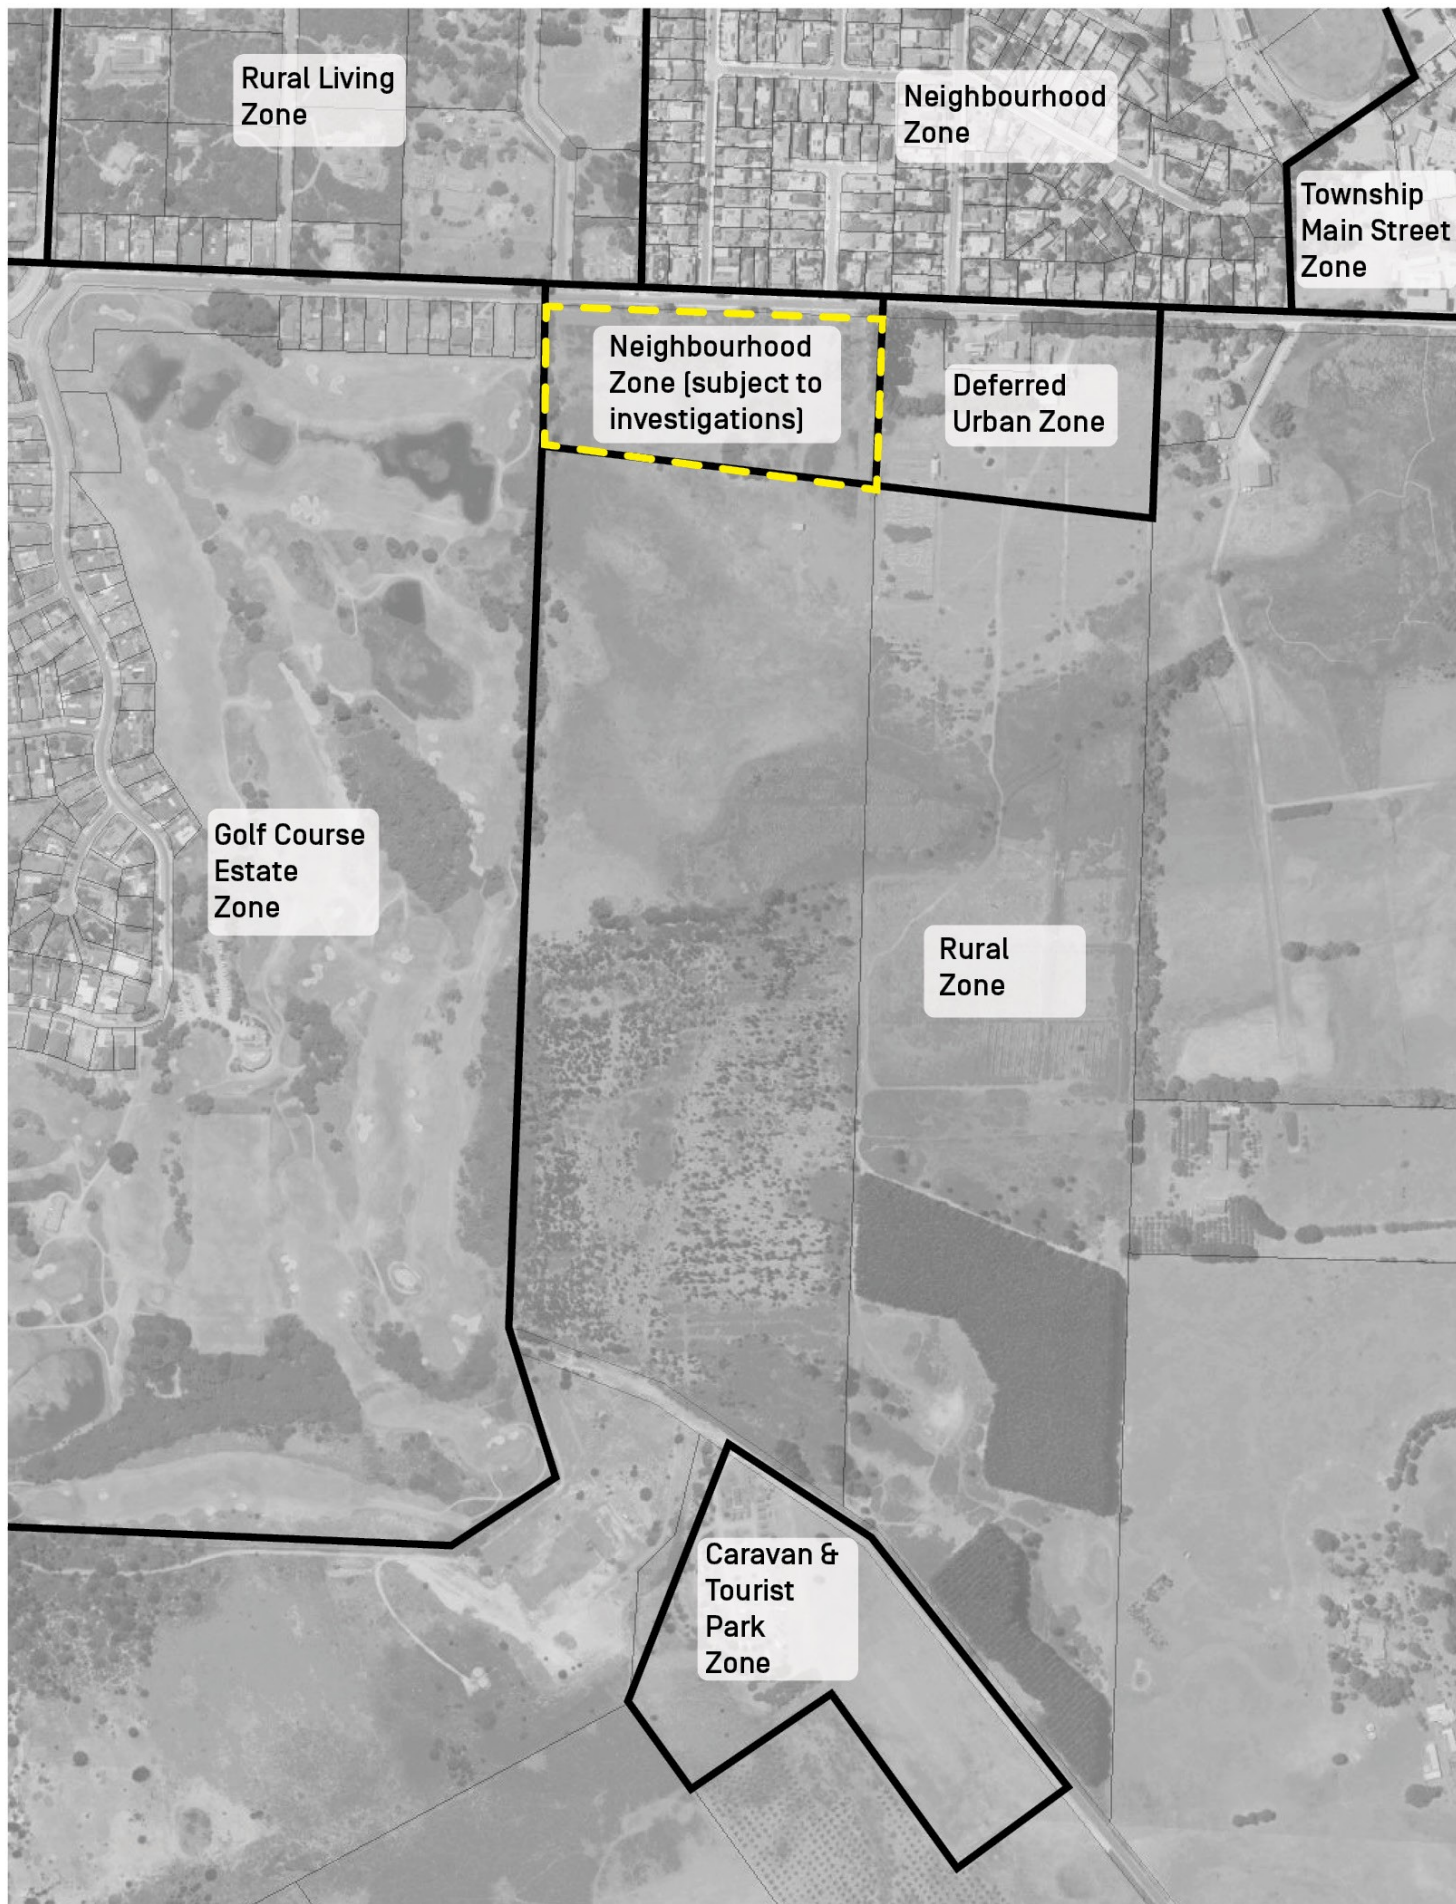 Rural Living
Zone
Neighbourhood
Zone
Township
Main Street
Zone
Neighbourhood
Zone (subject to
investigations)
Deferred
Urban Zone
Golf Course
Estate
Zone
Rural
Zone
Caravan &
Tourist
Park
Zone